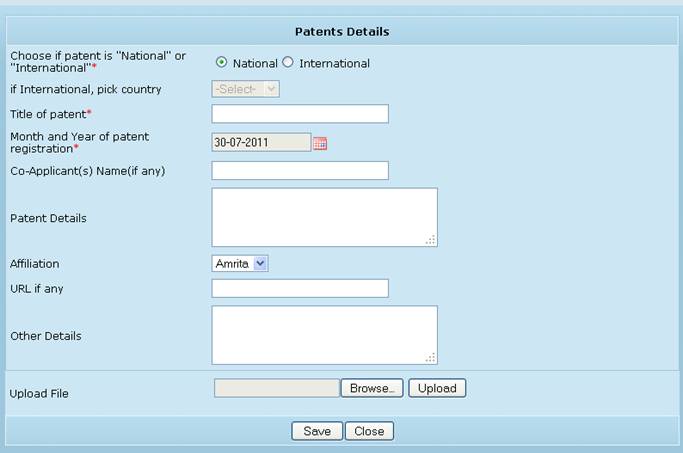 Patents Details
Choose if patent is "National" or
"International"* National International
if International, pick country -Select-
Title of patent*
Month and Year of patent
registration* 30-07-2011
Co-Applicant(s) Name(if any)
Patent Details
Affiliation Amrita
URL if any
Other Details
Upload File Browse... Upload
Save Close